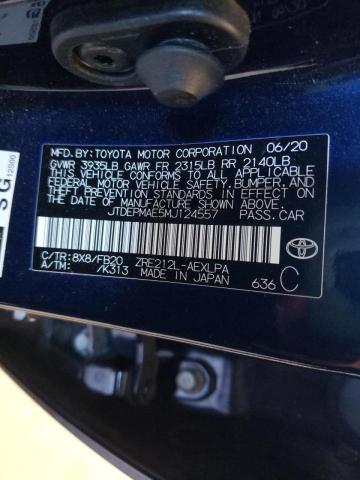 MFD.BY:TOYOTA MOTOR CORPORATION 06/20
GVWR 3935LB GAWR FR 2315LB RR 2140LB
THIS VEHICLE CONFORMS TO ALL APPLICABLE
FEDERAL MOTOR VEHICLE SAFETY,BUMPER,AND
THEFT PREVENTION STANDARDS IN EFFECT ON
THE DATE OF MANUFACTURE SHOWN ABOVE.
JTDEPMAE5MJ124557 PASS.CAR
C/TR:8X8/FB20 ZRE212L-AEXLPA
A/TM: /K313 MADE IN JAPAN 636 C
SG
12500